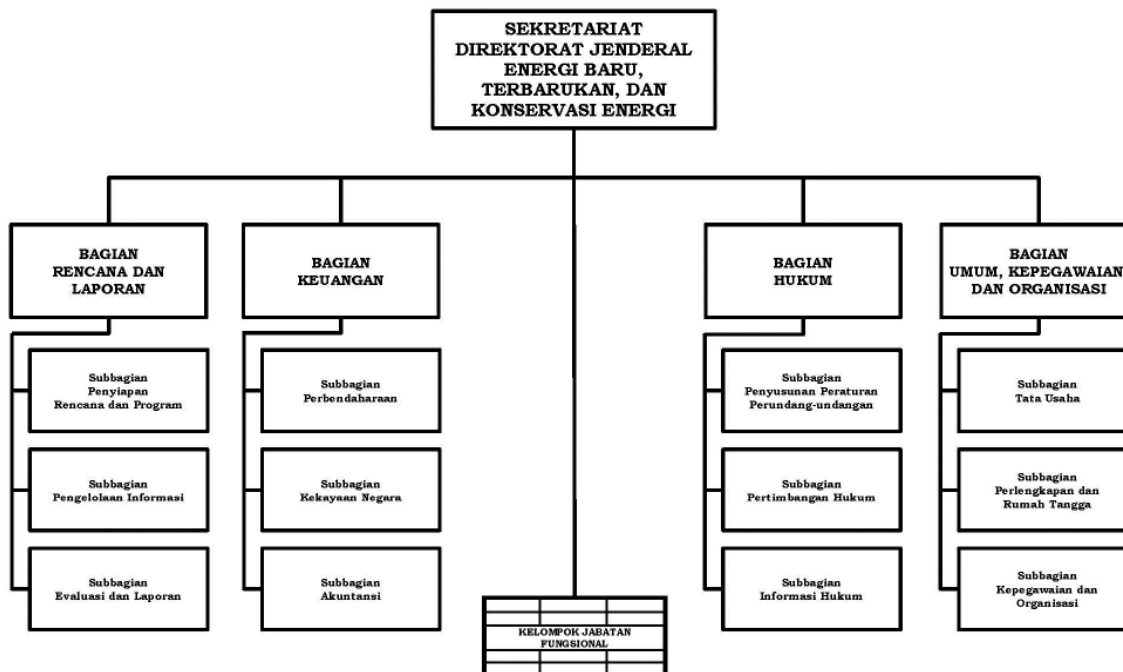 SEKRETARIAT
DIREKTORAT JENDERAL
ENERGI BARU,
TERBARUKAN, DAN
KONSERVASI ENERGI
BAGIAN
RENCANA DAN
LAPORAN
BAGIAN
KEUANGAN
BAGIAN
HUKUM
BAGIAN
UMUM, KEPEGAWAIAN
DAN ORGANISASI
Subbagian
Penyiapan
Rencana dan Program
Subbagian
Perbendaharaan
Subbagian
Penyusunan Peraturan
Perundang-undangan
Subbagian
Tata Usaha
Subbagian
Pengelolaan Informasi
Subbagian
Kekayaan Negara
Subbagian
Pertimbangan Hukum
Subbagian
Perlengkapan dan
Rumah Tangga
Subbagian
Evaluasi dan Laporan
Subbagian
Akuntansi
Subbagian
Informasi Hukum
Subbagian
Kepegawaian dan
Organisasi
KELOMPOK JABATAN
FUNGSIONAL